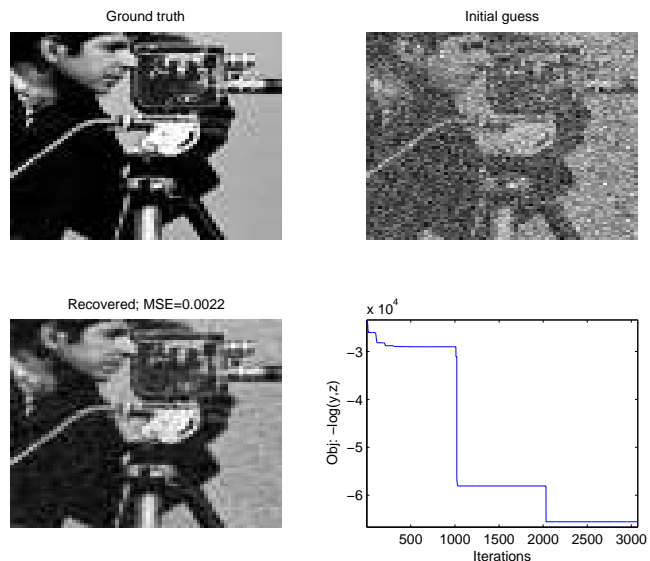 Ground truth
Initial guess
Recovered; MSE=0.0022
x 10^4
−3
−4
−5
−6
Obj: −log(y,z)
500 1000 1500 2000 2500 3000
Iterations